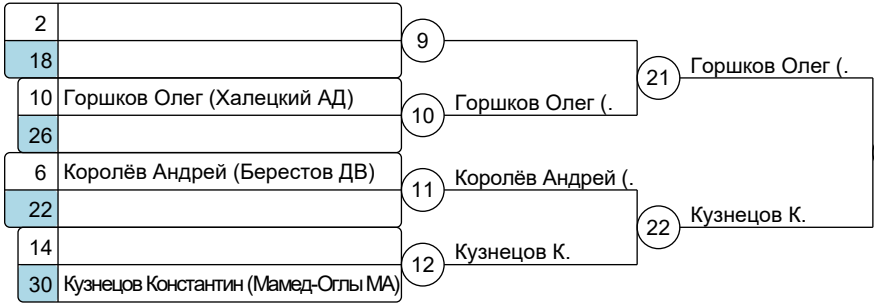 2
18
9
10 Горшков Олег (Халецкий АД)
26
10
Горшков Олег (.
21
Горшков Олег (.
6 Королёв Андрей (Берестов ДВ)
22
11
Королёв Андрей (.
14
30 Кузнецов Константин (Мамед-Оглы МА)
12
Кузнецов К.
22
Кузнецов К.